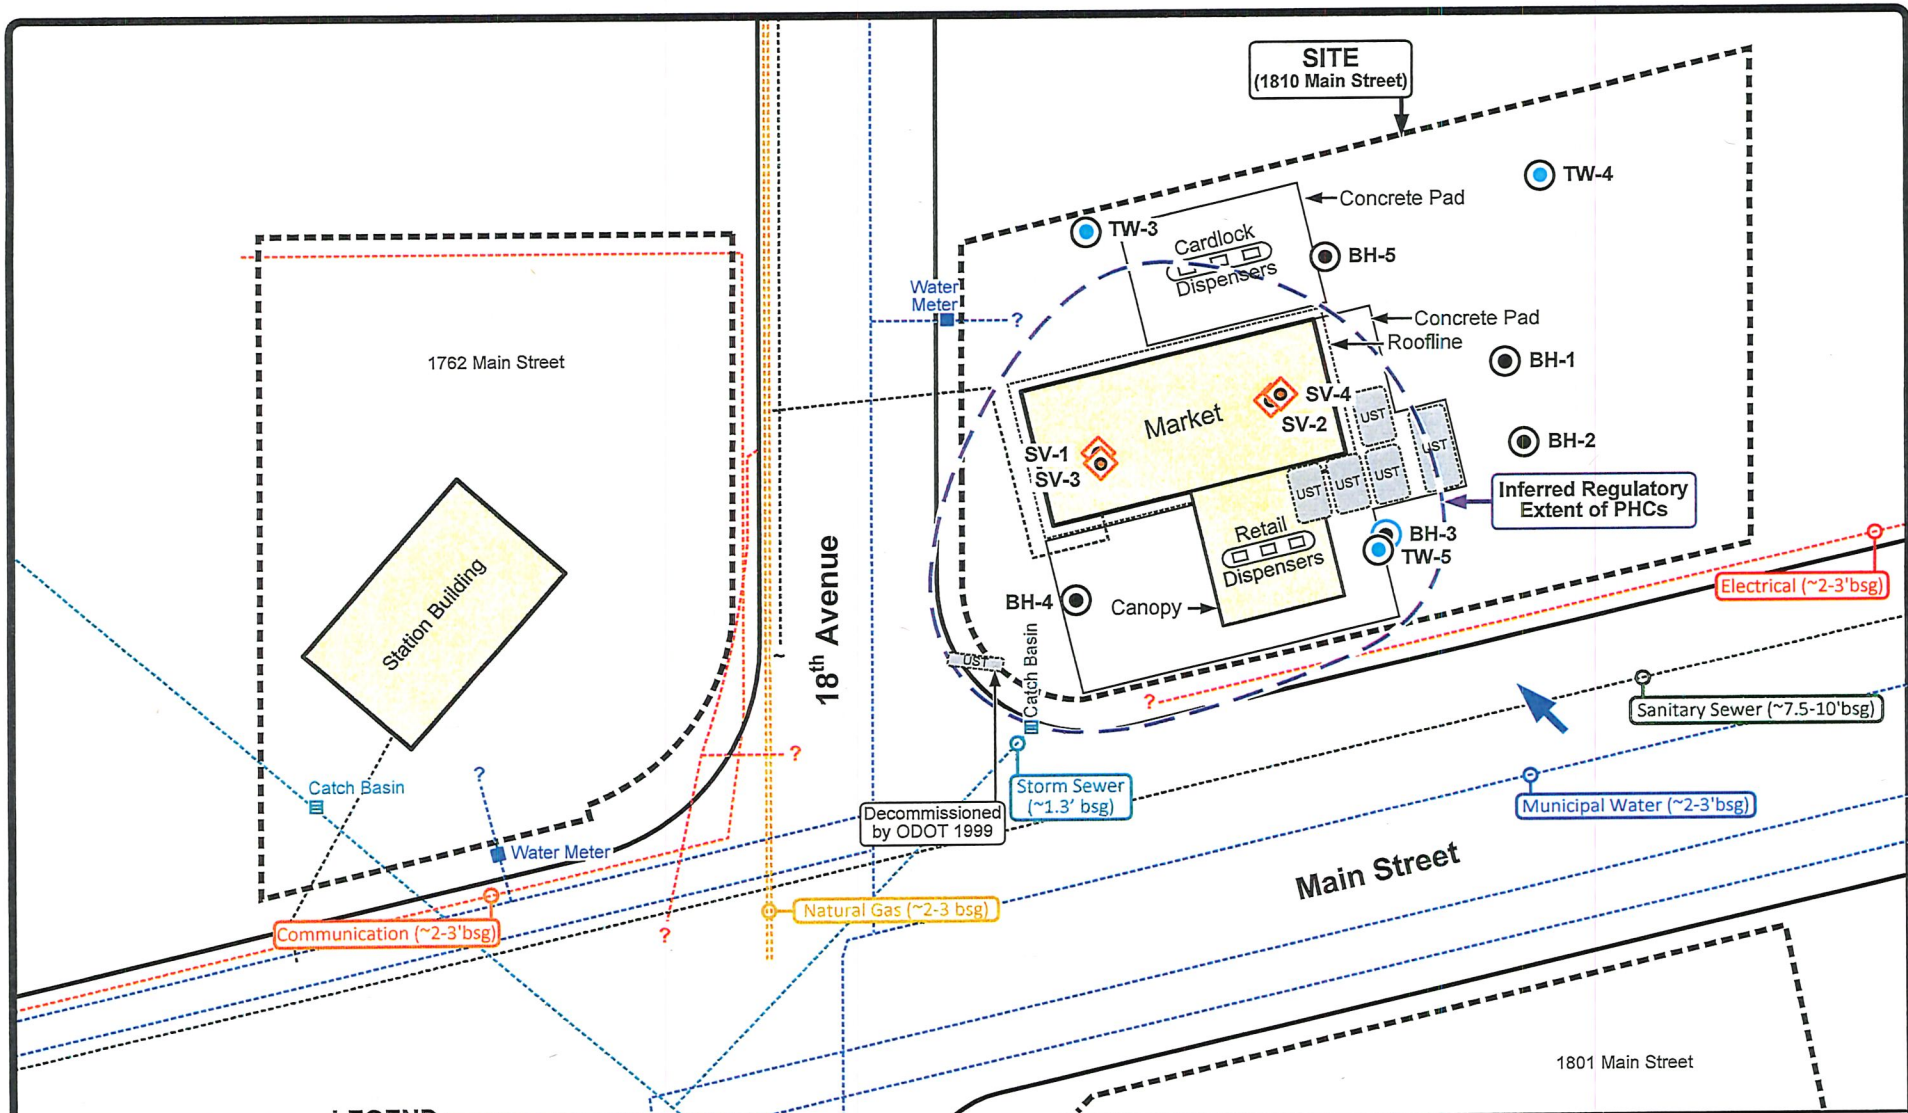 SITE
(1810 Main Street)
TW-4
Concrete Pad
TW-3
Cardlock
Dispensers
BH-5
Water
Meter
?
Concrete Pad
Roofline
1762 Main Street
BH-1
SV-4
SV-2
UST
Market
BH-2
UST
SV-1
SV-3
UST
UST
UST
Inferred Regulatory
Extent of PHCs
Retail
Dispensers
BH-3
TW-5
Electrical (~2-3'bsg)
Station Building
18th Avenue
BH-4
Canopy
Catch Basin
UST
?
Sanitary Sewer (~7.5-10'bsg)
?
?
Catch Basin
Storm Sewer
(~1.3' bsg)
Municipal Water (~2-3'bsg)
Decommissioned
by ODOT 1999
Water Meter
Main Street
Natural Gas (~2-3 bsg)
Communication (~2-3'bsg)
?
1801 Main Street
LEGEND